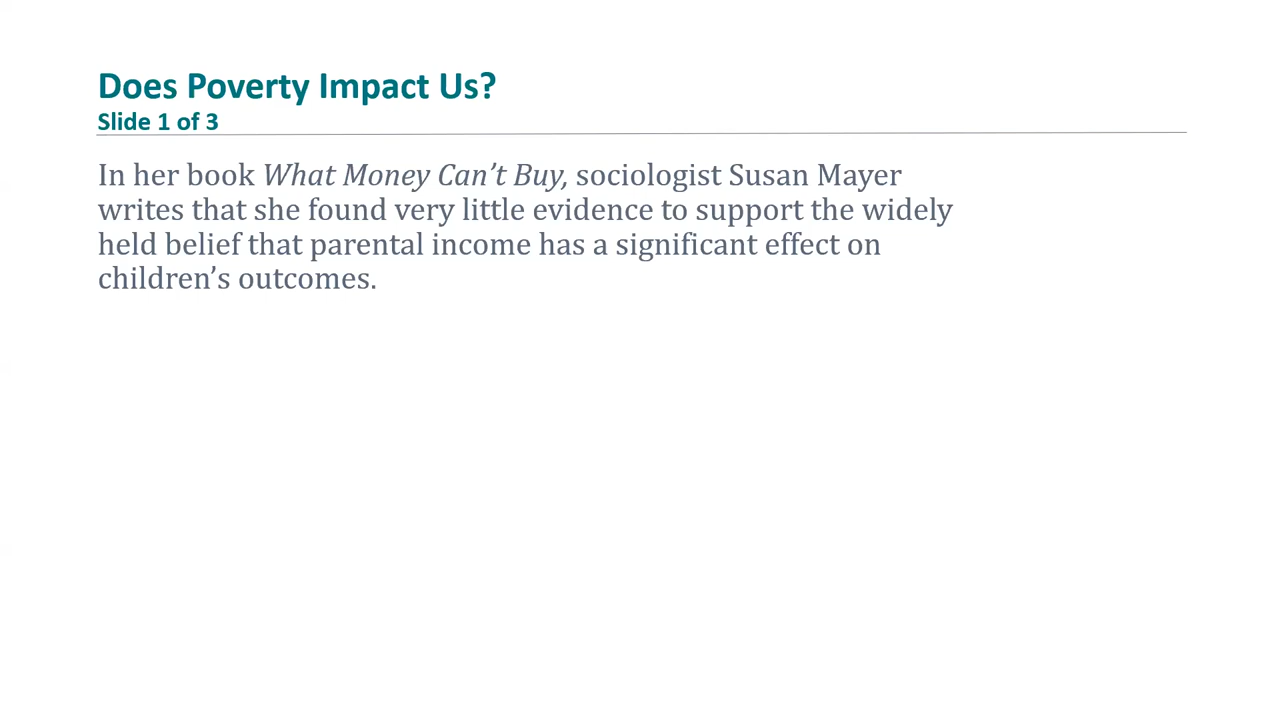 Does Poverty Impact Us?
Slide 1 of 3
In her book What Money Can’t Buy, sociologist Susan Mayer
writes that she found very little evidence to support the widely
held belief that parental income has a significant effect on
children’s outcomes.